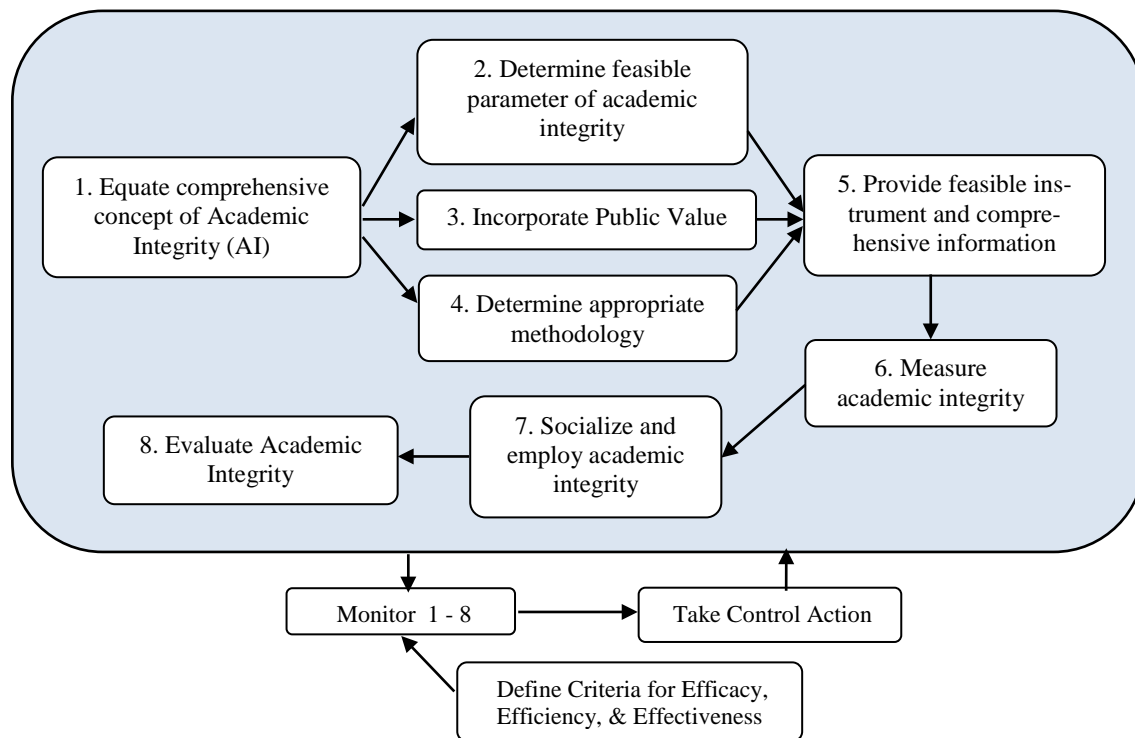 2. Determine feasible
parameter of academic
integrity
1. Equate comprehensive
concept of Academic
Integrity (AI)
3. Incorporate Public Value
5. Provide feasible ins-
trument and compre-
hensive information
4. Determine appropriate
methodology
6. Measure
academic integrity
7. Socialize and
employ academic
integrity
8. Evaluate Academic
Integrity
Monitor 1 - 8
Take Control Action
Define Criteria for Efficacy,
Efficiency, & Effectiveness